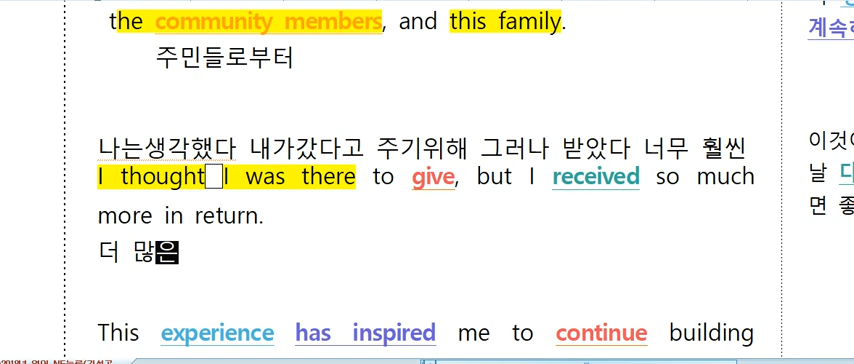 the community members, and this family.
주민들로부터
나는생각했다 내가갔다고 주기위해 그러나 받았다 너무 훨씬
I thought I was there to give, but I received so much
more in return.
더 많은
This experience has inspired me to continue building
계속하
이것이
날 다
면 좋